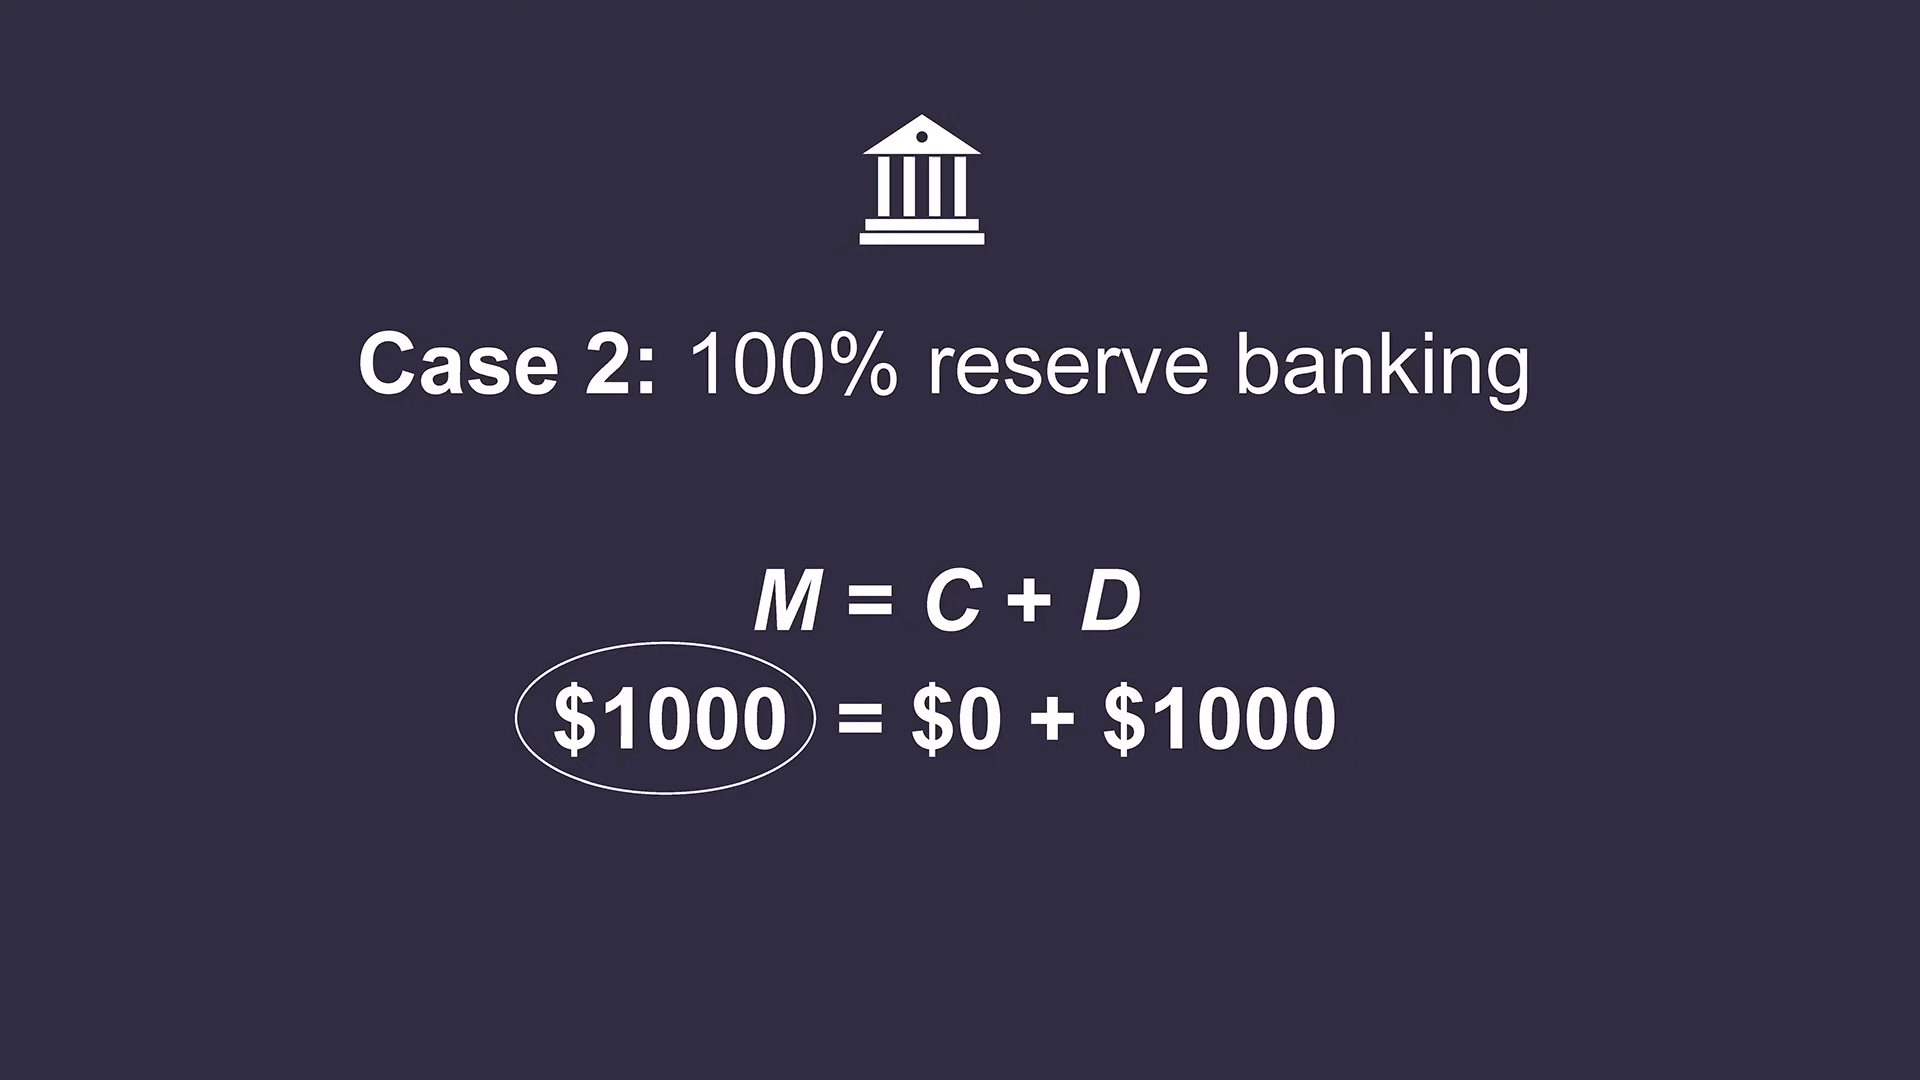 Case 2: 100% reserve banking
M = C + D
$1000 = $0 + $1000